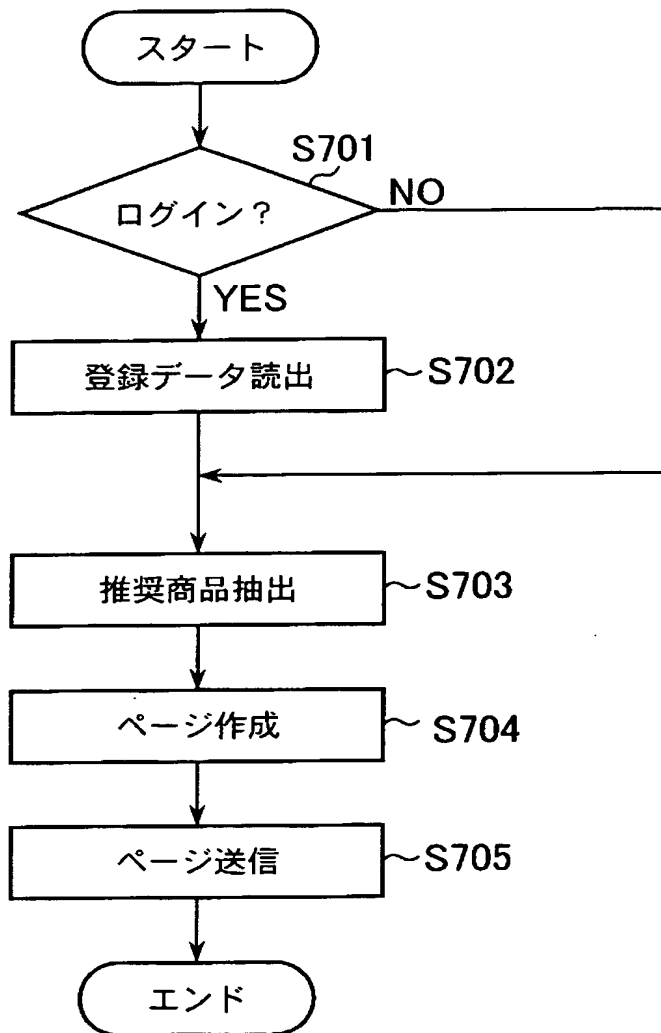 スタート
S701
ログイン？
NO
YES
登録データ読出
S702
推奨商品抽出
S703
ページ作成
S704
ページ送信
S705
エンド